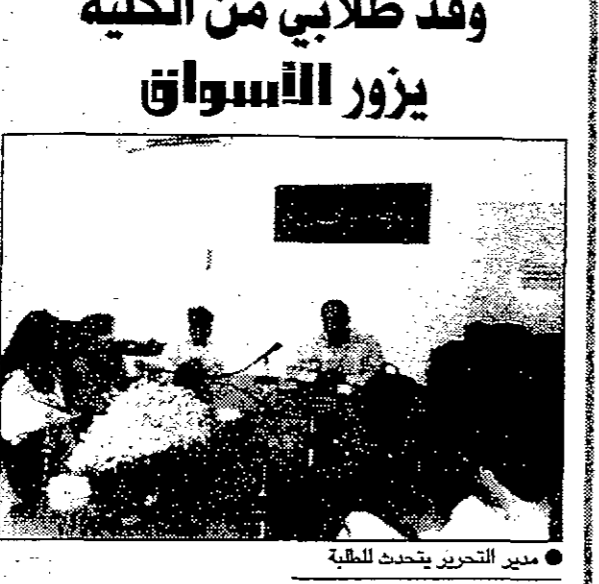 وفد طلابي من الكلية
يزور الأسواق
● مدير التحرير يتحدث للطلبة